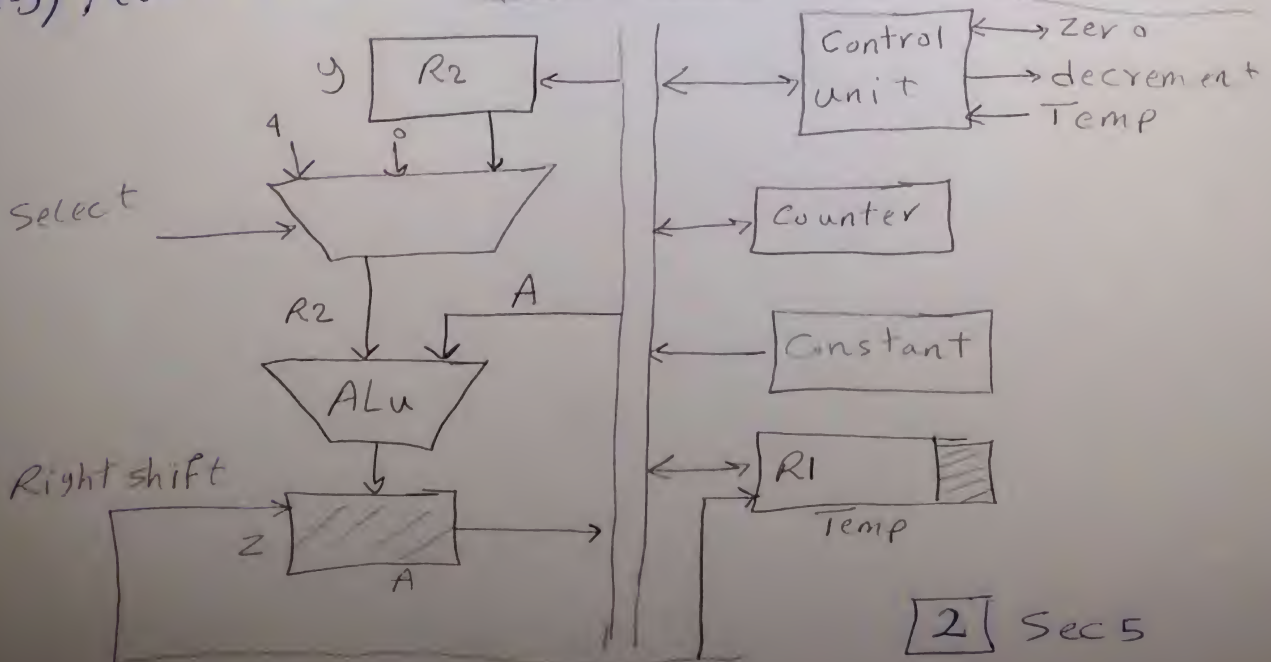 y
R2
4
0
Select
R2
A
ALu
Right shift
Z
A
Control
unit
Zero
decrement
Temp
Counter
Constant
R1
Temp
2 Sec 5